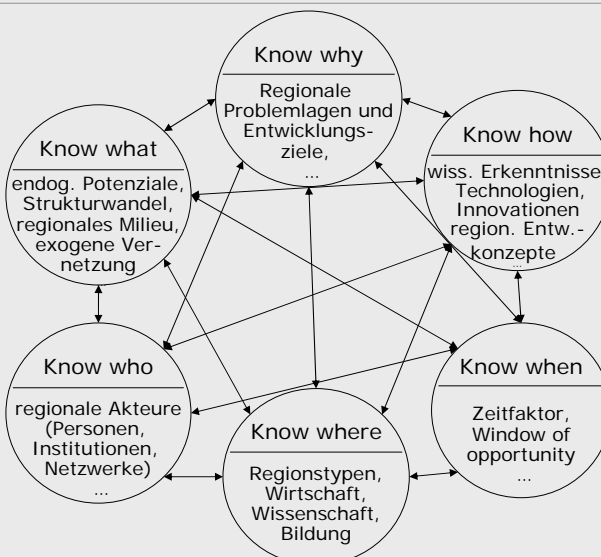 Know why
Regionale
Problemlagen und
Entwicklungs-
ziele,
...
Know what
endog. Potenziale,
Strukturwandel,
regionales Milieu,
exogene Ver-
netzung
Know how
wiss. Erkenntnisse
Technologien,
Innovationen
region. Entw.-
konzepte
...
Know who
regionale Akteure
(Personen,
Institutionen,
Netzwerke)
...
Know where
Regionstypen,
Wirtschaft,
Wissenschaft,
Bildung
Know when
Zeitfaktor,
Window of
opportunity
...